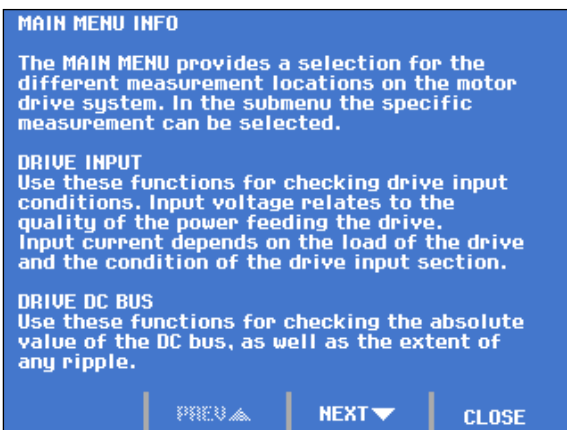 MAIN MENU INFO
The MAIN MENU provides a selection for the
different measurement locations on the motor
drive system. In the submenu the specific
measurement can be selected.
DRIVE INPUT
Use these functions for checking drive input
conditions. Input voltage relates to the
quality of the power feeding the drive.
Input current depends on the load of the drive
and the condition of the drive input section.
DRIVE DC BUS
Use these functions for checking the absolute
value of the DC bus, as well as the extent of
any ripple.
PREV▲ NEXT▼ CLOSE